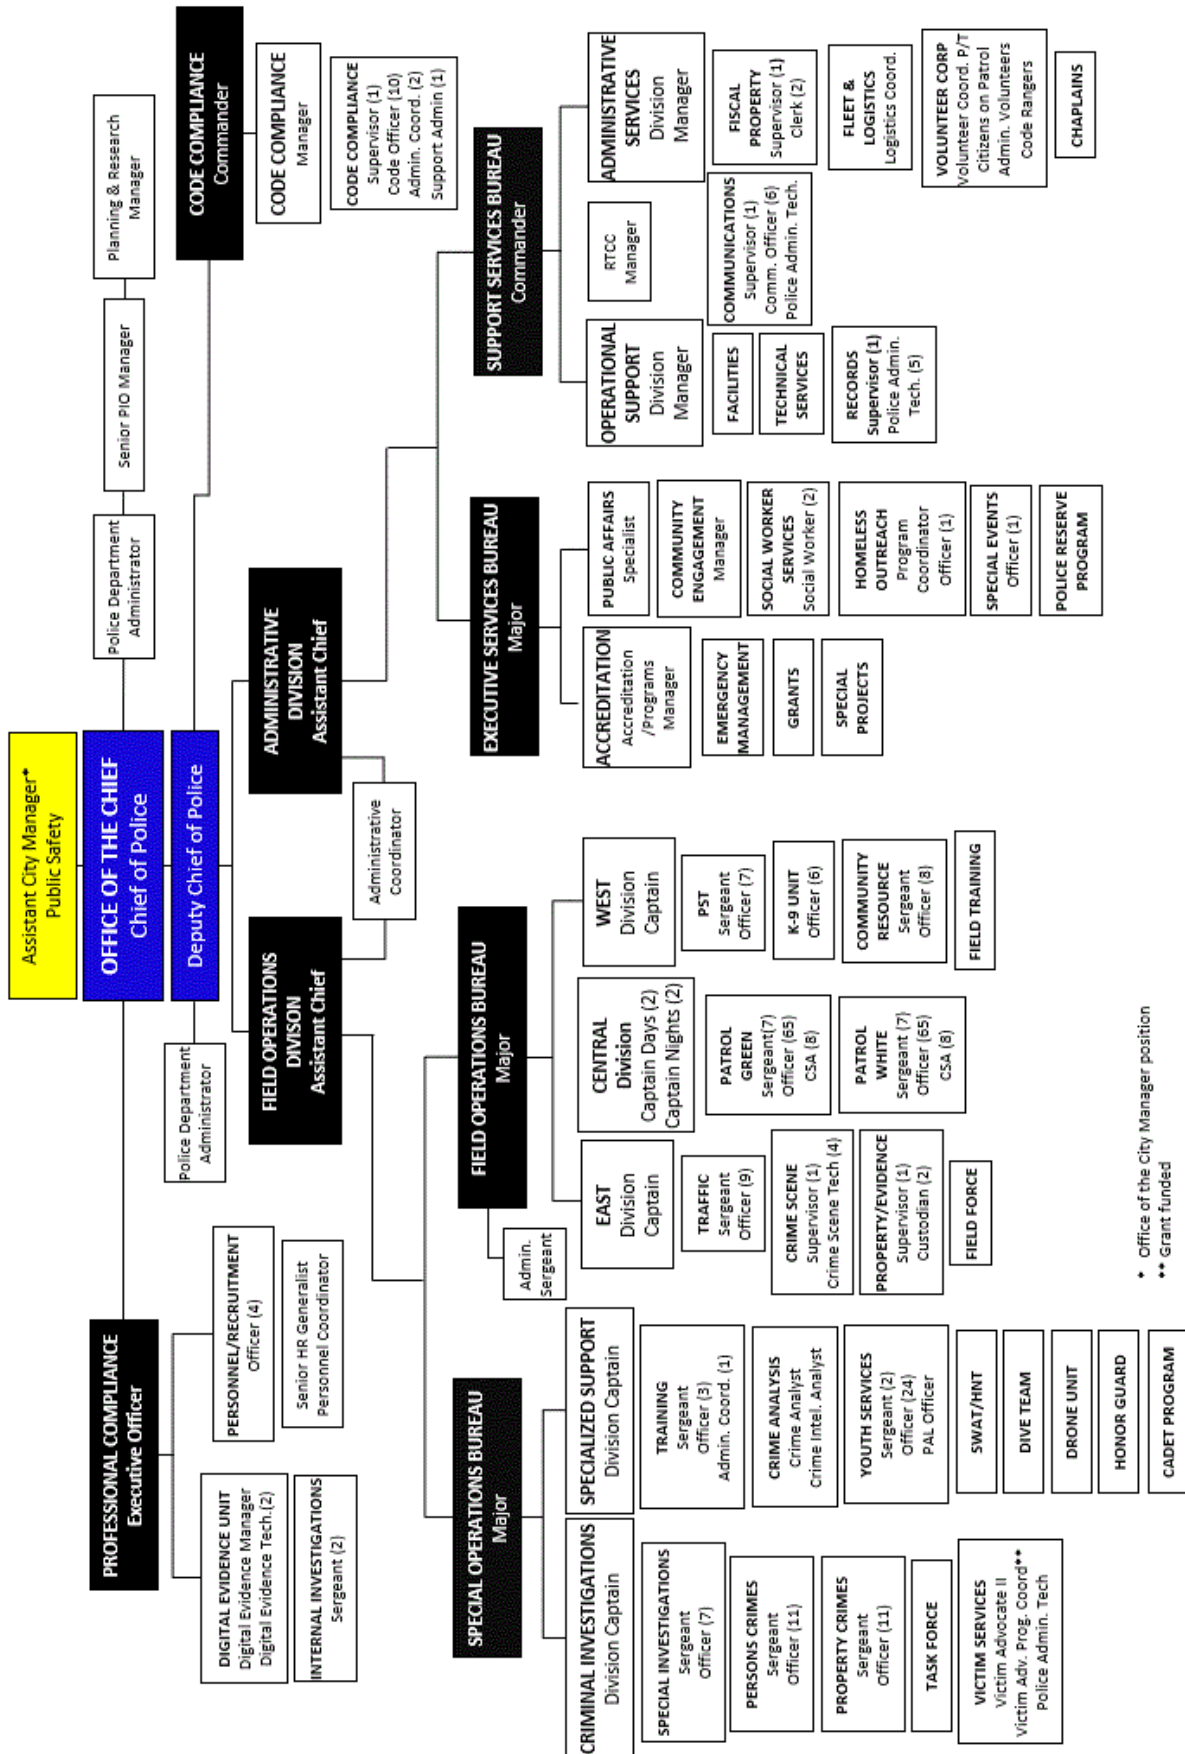 Assistant City Manager*
Public Safety
OFFICE OF THE CHIEF
Chief of Police
Deputy Chief of Police
Police Department
Administrator
Senior PIO Manager
Planning & Research
Manager
Police Department
Administrator
PROFESSIONAL COMPLIANCE
Executive Officer
DIGITAL EVIDENCE UNIT
Digital Evidence Manager
Digital Evidence Tech.(2)
INTERNAL INVESTIGATIONS
Sergeant (2)
PERSONNEL/RECRUITMENT
Officer (4)
Senior HR Generalist
Personnel Coordinator
CODE COMPLIANCE
Commander
CODE COMPLIANCE
Manager
CODE COMPLIANCE
Supervisor (1)
Code Officer (10)
Admin. Coord. (2)
Support Admin (1)
FIELD OPERATIONS
DIVISON
Assistant Chief
ADMINISTRATIVE
DIVISION
Assistant Chief
Administrative
Coordinator
SPECIAL OPERATIONS BUREAU
Major
CRIMINAL INVESTIGATIONS
Division Captain
SPECIAL INVESTIGATIONS
Sergeant
Officer (7)
PERSONS CRIMES
Sergeant
Officer (11)
PROPERTY CRIMES
Sergeant
Officer (11)
TASK FORCE
VICTIM SERVICES
Victim Advocate II
Victim Adv. Prog. Coord**
Police Admin. Tech
SPECIALIZED SUPPORT
Division Captain
TRAINING
Sergeant
Officer (3)
Admin. Coord. (1)
CRIME ANALYSIS
Crime Analyst
Crime Intel. Analyst
YOUTH SERVICES
Sergeant (2)
Officer (24)
PAL Officer
SWAT/HNT
DIVE TEAM
DRONE UNIT
HONOR GUARD
CADET PROGRAM
FIELD OPERATIONS BUREAU
Major
Admin.
Sergeant
EAST
Division
Captain
TRAFFIC
Sergeant
Officer (9)
CRIME SCENE
Supervisor (1)
Crime Scene Tech (4)
PROPERTY/EVIDENCE
Supervisor (1)
Custodian (2)
FIELD FORCE
CENTRAL
Division
Captain Days (2)
Captain Nights (2)
PATROL
GREEN
Sergeant(7)
Officer (65)
CSA (8)
PATROL
WHITE
Sergeant (7)
Officer (65)
CSA (8)
WEST
Division
Captain
PST
Sergeant
Officer (7)
K-9 UNIT
Officer (6)
COMMUNITY
RESOURCE
Sergeant
Officer (8)
FIELD TRAINING
EXECUTIVE SERVICES BUREAU
Major
ACCREDITATION
Accreditation
/Programs
Manager
EMERGENCY
MANAGEMENT
GRANTS
SPECIAL
PROJECTS
PUBLIC AFFAIRS
Specialist
COMMUNITY
ENGAGEMENT
Manager
SOCIAL WORKER
SERVICES
Social Worker (2)
HOMELESS
OUTREACH
Program
Coordinator
Officer (1)
SPECIAL EVENTS
Officer (1)
POLICE RESERVE
PROGRAM
SUPPORT SERVICES BUREAU
Commander
OPERATIONAL
SUPPORT
Division
Manager
FACILITIES
TECHNICAL
SERVICES
RECORDS
Supervisor (1)
Police Admin.
Tech. (5)
RTCC
Manager
COMMUNICATIONS
Supervisor (1)
Comm. Officer (6)
Police Admin. Tech.
ADMINISTRATIVE
SERVICES
Division
Manager
FISCAL
PROPERTY
Supervisor (1)
Clerk (2)
FLEET &
LOGISTICS
Logistics Coord.
VOLUNTEER CORP
Volunteer Coord. P/T
Citizens on Patrol
Admin. Volunteers
Code Rangers
CHAPLAINS
* Office of the City Manager position
** Grant funded